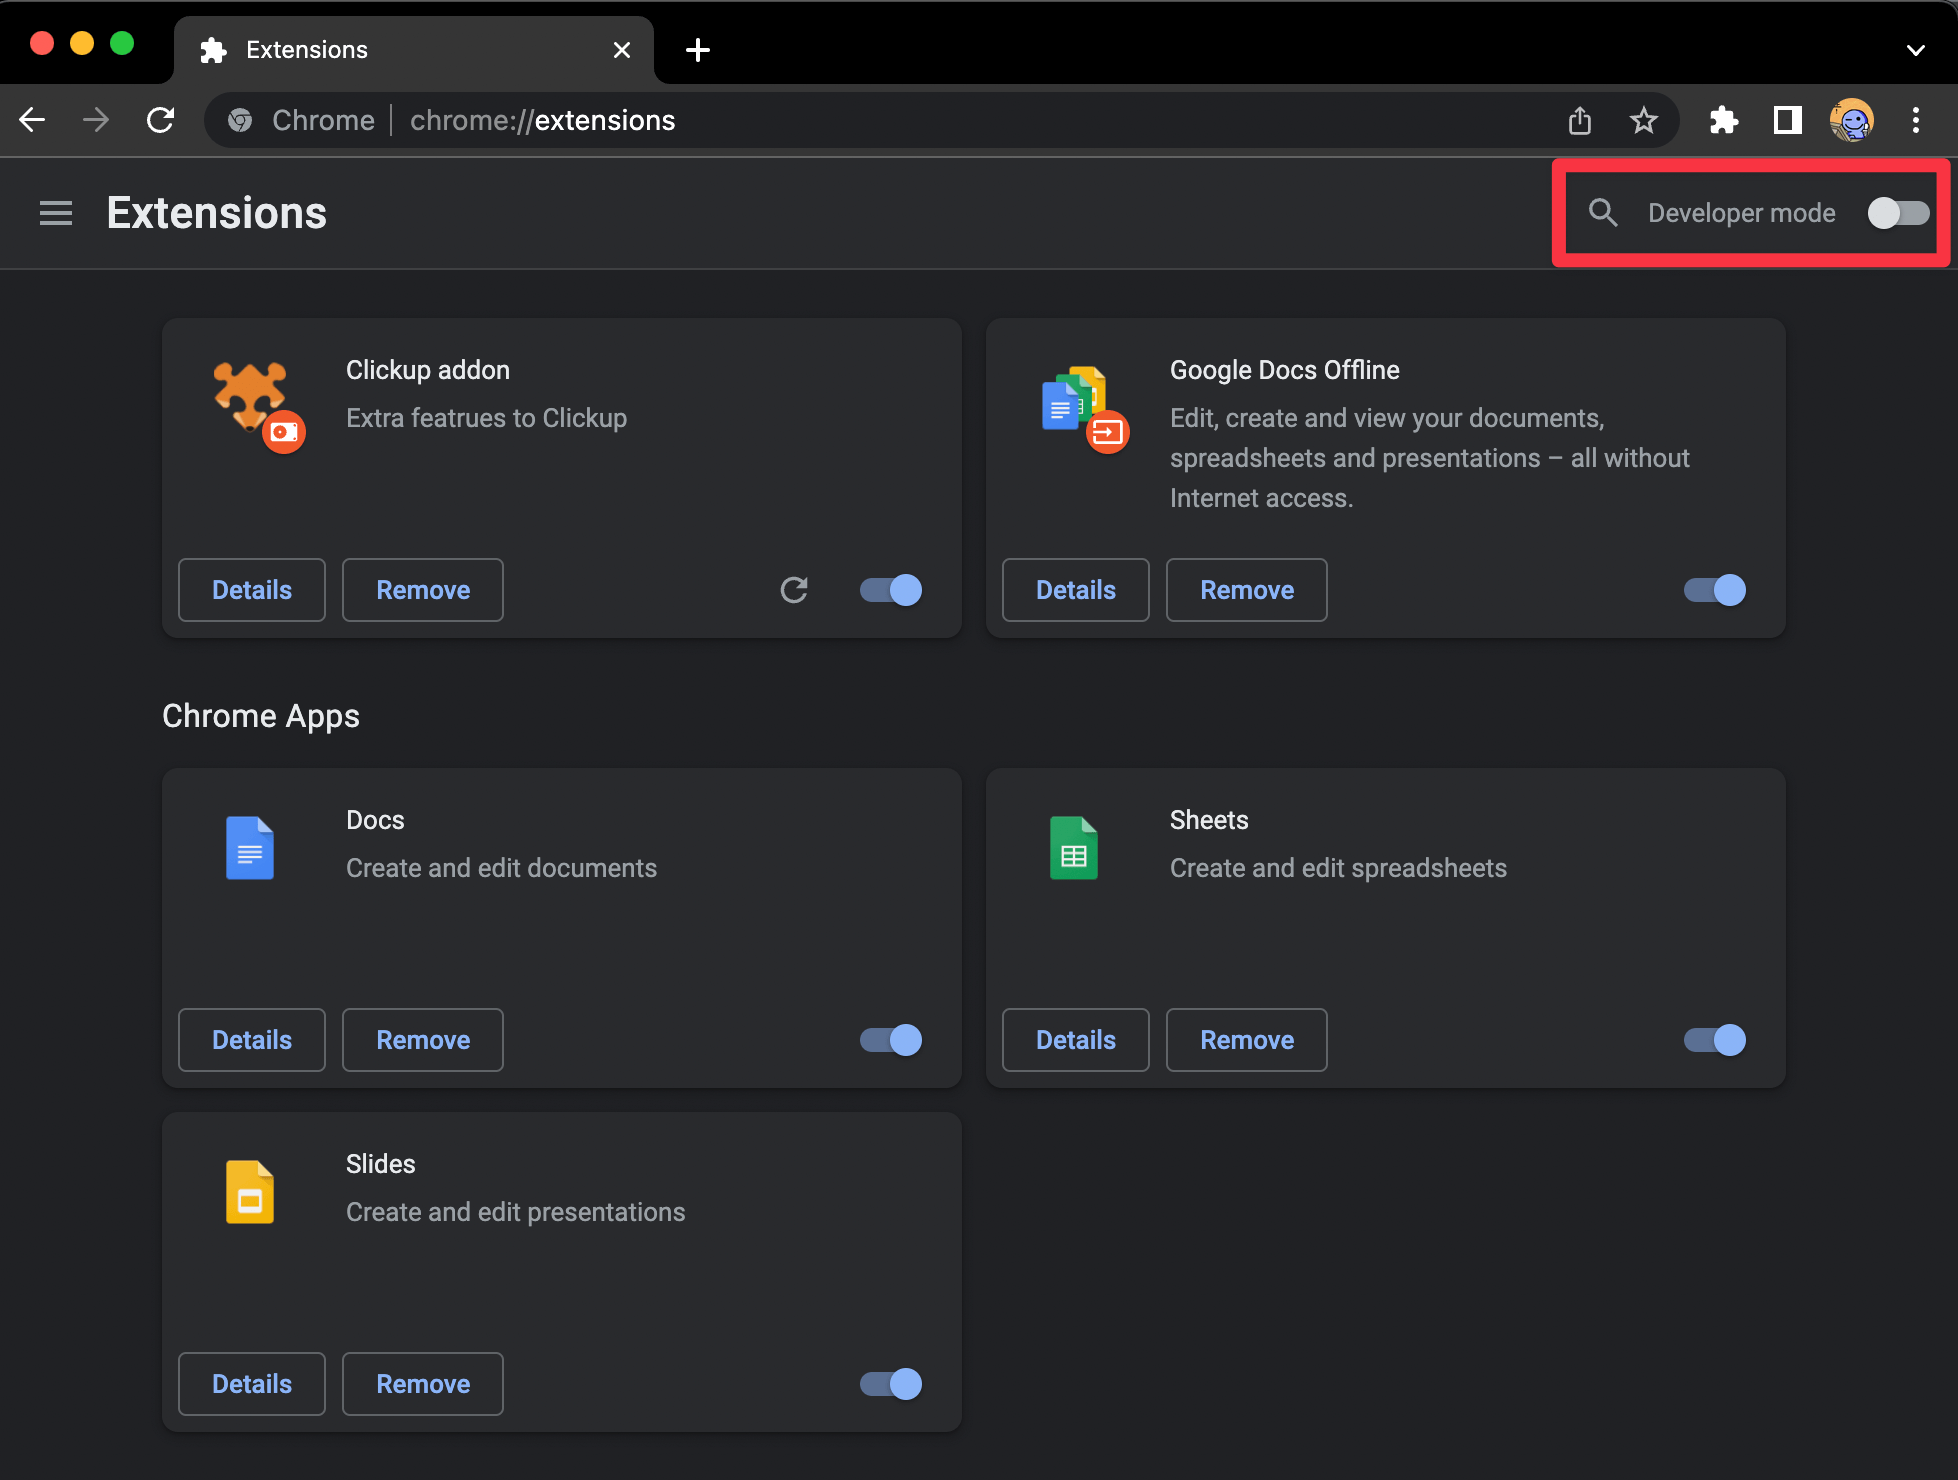 Extensions
Chrome chrome://extensions
Extensions
Developer mode
Clickup addon
Extra featrues to Clickup
Details
Remove
Google Docs Offline
Edit, create and view your documents,
spreadsheets and presentations – all without
Internet access.
Details
Remove
Chrome Apps
Docs
Create and edit documents
Details
Remove
Sheets
Create and edit spreadsheets
Details
Remove
Slides
Create and edit presentations
Details
Remove